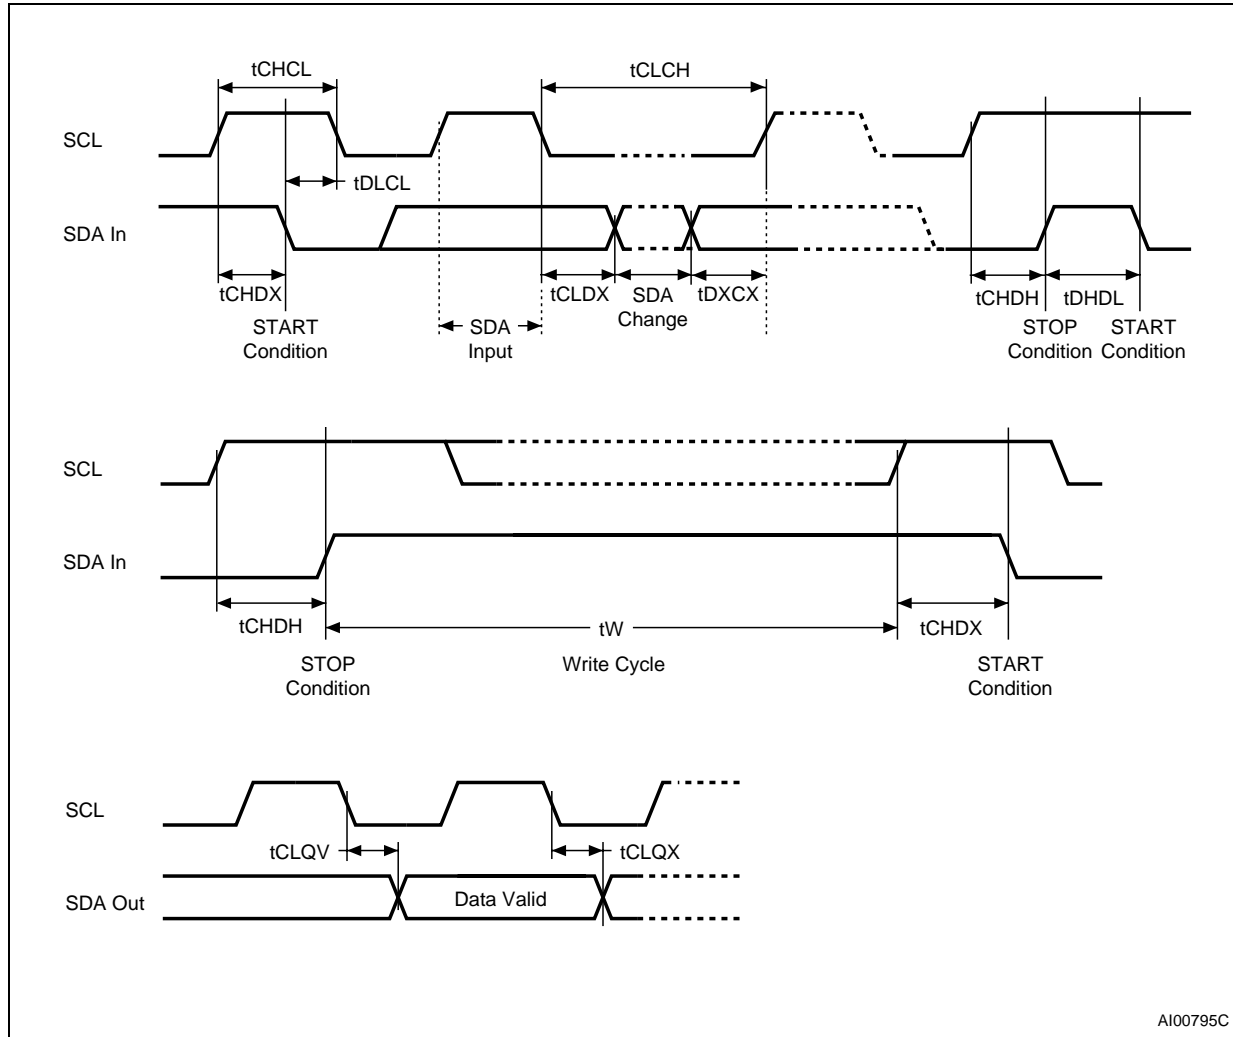 tCHCL
tCLCH
SCL
tDLCL
SDA In
tCHDX
tCLDX
SDA
Change
tDXCX
tCHDH
tDHDL
START
Condition
SDA
Input
STOP
Condition
START
Condition
SCL
SDA In
tCHDH
tW
tCHDX
STOP
Condition
Write Cycle
START
Condition
SCL
tCLQV
tCLQX
SDA Out
Data Valid
AI00795C